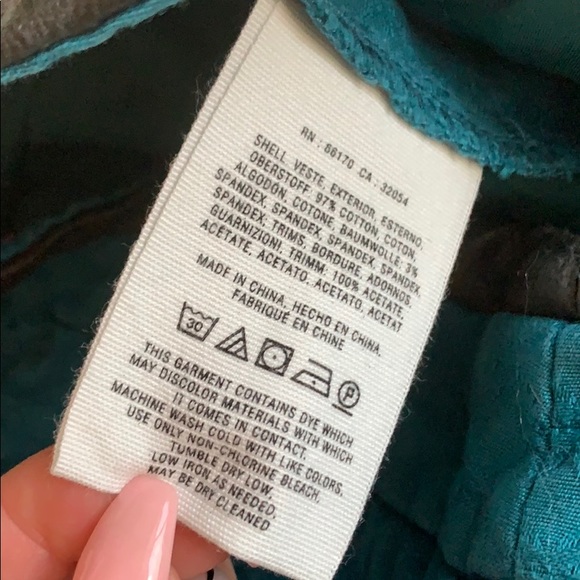 RN : 66170 CA : 32054
SHELL, VESTE, EXTERIOR, ESTERNO,
OBERSTOFF: 97% COTTON, COTON,
ALGODON, COTONE, BAUMWOLLE; 3%
SPANDEX, SPANDEX, SPANDEX, SPANDEX,
SPANDEX; TRIMS, BORDURE, ADORNOS,
GUARNIZIONI, TRIMM: 100% ACETATE,
ACETATE, ACETATO, ACETATO, ACETAT
MADE IN CHINA, HECHO EN CHINA,
FABRIQUÉ EN CHINE
30 P
THIS GARMENT CONTAINS DYE WHICH
MAY DISCOLOR MATERIALS WITH WHICH
IT COMES IN CONTACT.
MACHINE WASH COLD WITH LIKE COLORS,
USE ONLY NON-CHLORINE BLEACH.
TUMBLE DRY LOW.
LOW IRON AS NEEDED.
MAY BE DRY CLEANED